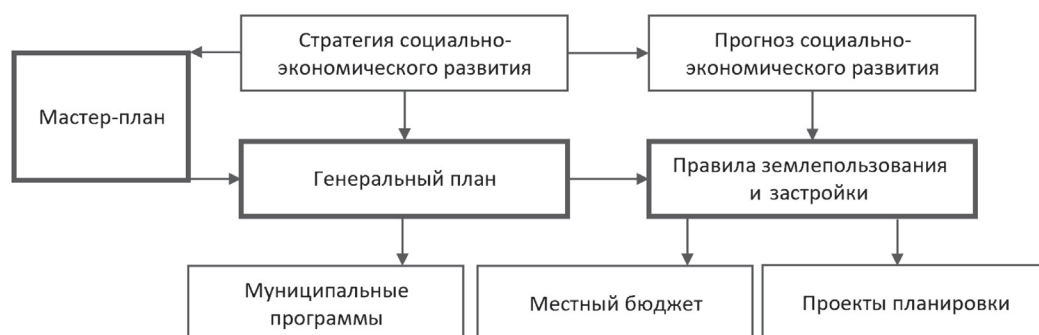 Стратегия социально-
экономического развития
Прогноз социально-
экономического развития
Мастер-план
Генеральный план
Правила землепользования
и застройки
Муниципальные
программы
Местный бюджет
Проекты планировки